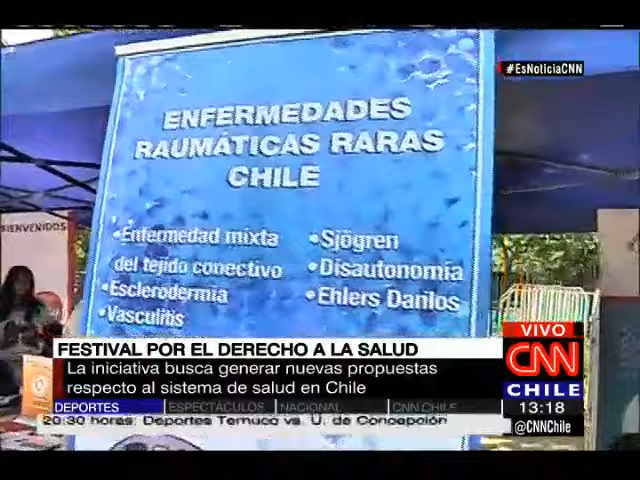 #EsNoticiaCNN
ENFERMEDADES
RAUMÁTICAS RARAS
CHILE
•Enfermedad mixta
del tejido conectivo
•Esclerodermia
•Vasculitis
•Sjögren
•Disautonomía
•Ehlers Danlos
BIENVENIDOS
FESTIVAL POR EL DERECHO A LA SALUD
La iniciativa busca generar nuevas propuestas
respecto al sistema de salud en Chile
DEPORTES ESPECTÁCULOS NACIONAL CNN CHILE
20:30 horas: Deportes Temuco vs. U. de Concepción
VIVO
CNN
CHILE
13:18
@CNNChile